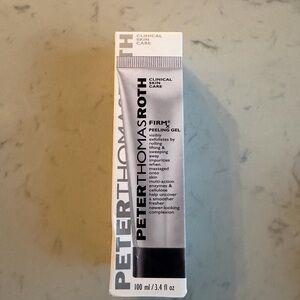 PETERTHOMASROTH
CLINICAL
SKIN
CARE
PETERTHOMASROTH
CLINICAL
SKIN
CARE
FIRMX
PEELING GEL
visibly
exfoliates by
rolling
lifting &
sweeping
away
impurities
when
massaged
onto
skin
multi-action
enzymes &
cellulose
help uncover
a smoother
fresher
newer-looking
complexion
100 ml / 3.4 fl oz